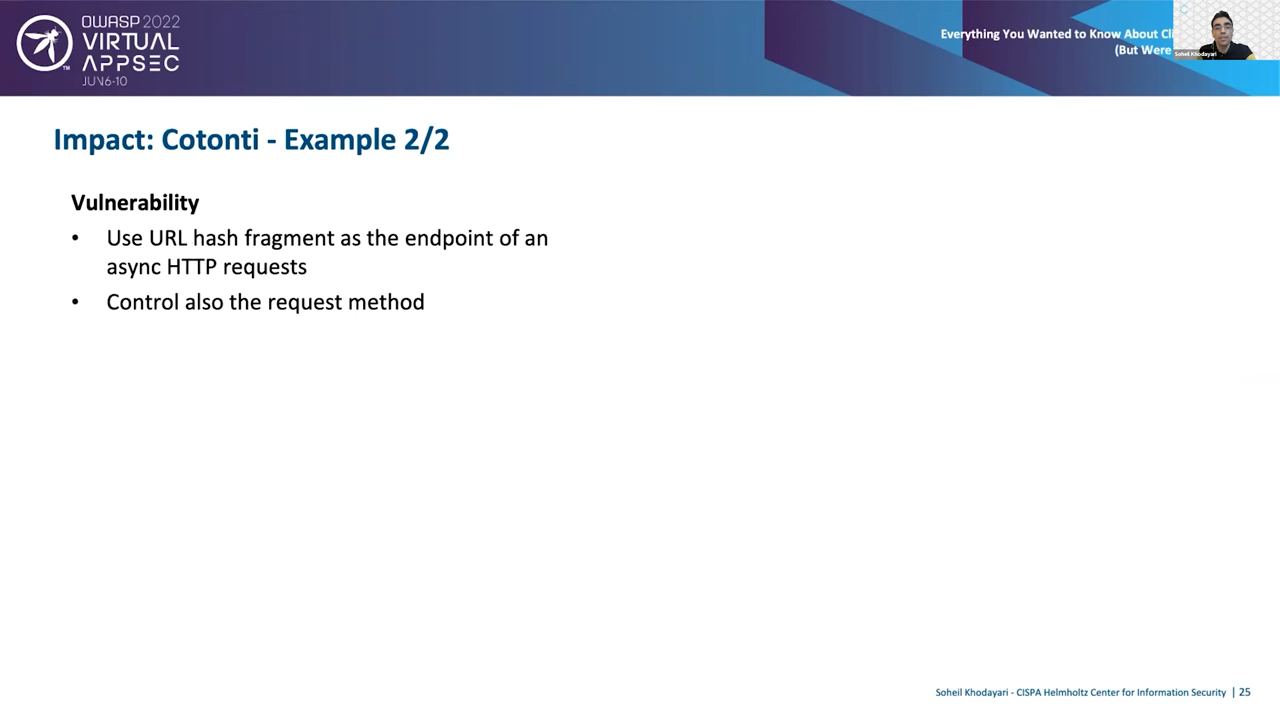 OWASP 2022
VIRTUAL
APPSEC
JUN 6-10
TM
Everything You Wanted to Know About Cli
(But Were
Soheil Khodayari
Impact: Cotonti - Example 2/2
Vulnerability
• Use URL hash fragment as the endpoint of an
async HTTP requests
• Control also the request method
Soheil Khodayari - CISPA Helmholtz Center for Information Security | 25